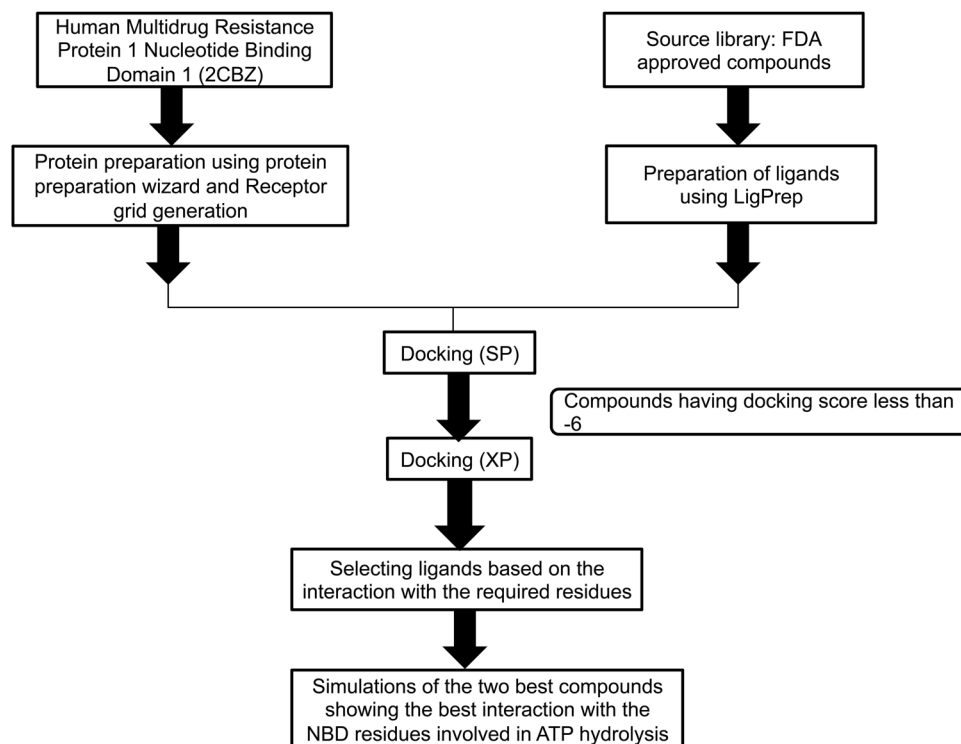 Human Multidrug Resistance
Protein 1 Nucleotide Binding
Domain 1 (2CBZ)
Source library: FDA
approved compounds
Protein preparation using protein
preparation wizard and Receptor
grid generation
Preparation of ligands
using LigPrep
Docking (SP)
Compounds having docking score less than
-6
Docking (XP)
Selecting ligands based on the
interaction with the required residues
Simulations of the two best compounds
showing the best interaction with the
NBD residues involved in ATP hydrolysis